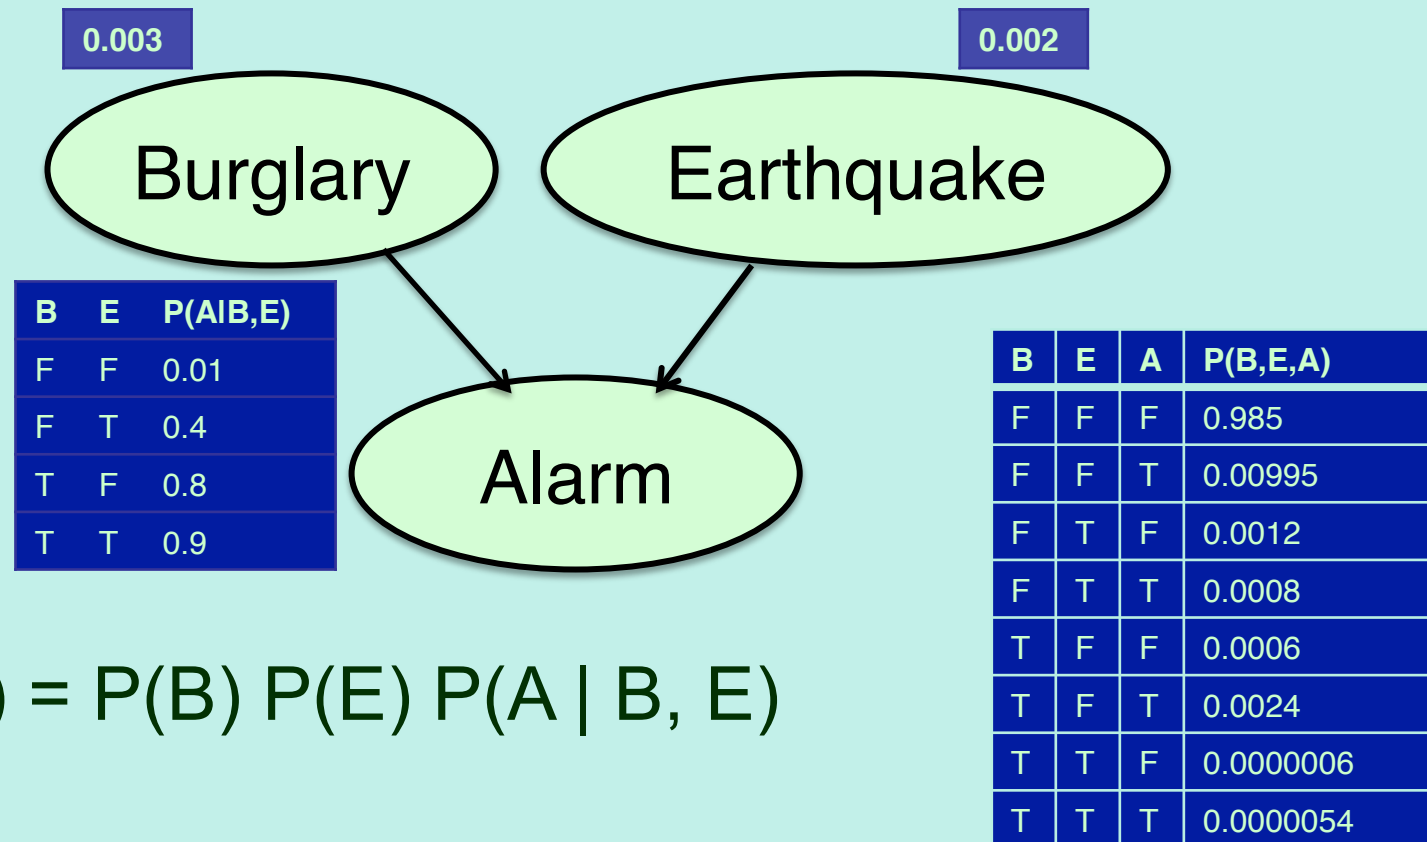 0.003 0.002
Burglary Earthquake
B E P(A|B,E)
F F 0.01
F T 0.4
T F 0.8
T T 0.9
Alarm
B E A P(B,E,A)
F F F 0.985
F F T 0.00995
F T F 0.0012
F T T 0.0008
T F F 0.0006
T F T 0.0024
T T F 0.0000006
T T T 0.0000054
) = P(B) P(E) P(A | B, E)